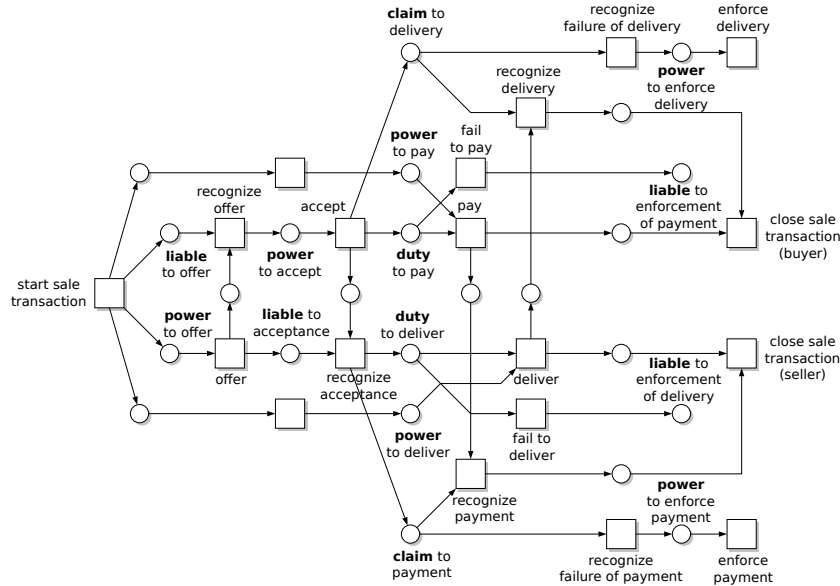 claim to
delivery
recognize
failure of delivery
enforce
delivery
recognize
delivery
power
to enforce
delivery
power
to pay
fail
to pay
recognize
offer
accept
pay
liable to
enforcement
of payment
close sale
transaction
(buyer)
liable
to offer
power
to accept
duty
to pay
start sale
transaction
power
to offer
liable to
acceptance
duty
to deliver
offer
recognize
acceptance
deliver
liable to
enforcement
of delivery
close sale
transaction
(seller)
power
to deliver
fail to
deliver
recognize
payment
power
to enforce
payment
claim to
payment
recognize
failure of payment
enforce
payment